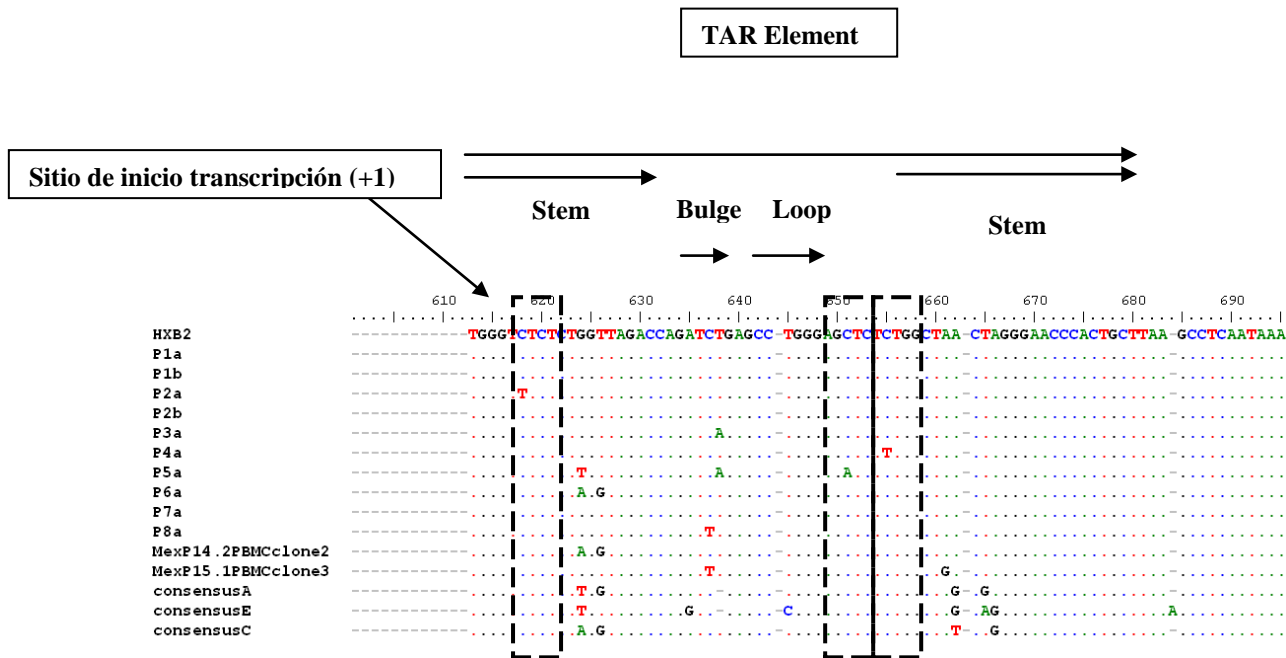 TAR Element
Sitio de inicio transcripción (+1)
Stem Bulge Loop Stem
610 620 630 640 650 660 670 680 690
HXB2 ------------TGGGTCTCTCTGGTTAGACCAGATCTGAGCC-TGGGAGCTCTCTGGCTAA-CTAGGGAACCCACTGCTTAA-GCCTCAATAAA
P1a ------------...............................-..................-....................-...........
P1b ------------...............................-..................-....................-...........
P2a ------------.....T.........................-..................-....................-...........
P2b ------------...............................-..................-....................-...........
P3a ------------.........................A.....-..................-....................-...........
P4a ------------...............................-..........T.......-....................-...........
P5a ------------...........T.............A.....-......A...........-....................-...........
P6a ------------...........A.G.................-..................-....................-...........
P7a ------------...............................-..................-....................-...........
P8a ------------........................T......-..................-....................-...........
MexP14.2PBMCclone2 ------------...........A.G.................-..................-....................-...........
MexP15.1PBMCclone3 ------------........................T......-................G.-....................-...........
consensusA ------------...........T.G...........-.....-.................G-.G..................-...........
consensusE ------------...........T..........G........-C................G-.AG.................A...........
consensusC ------------...........A.G.................-.................T-..G.................-...........